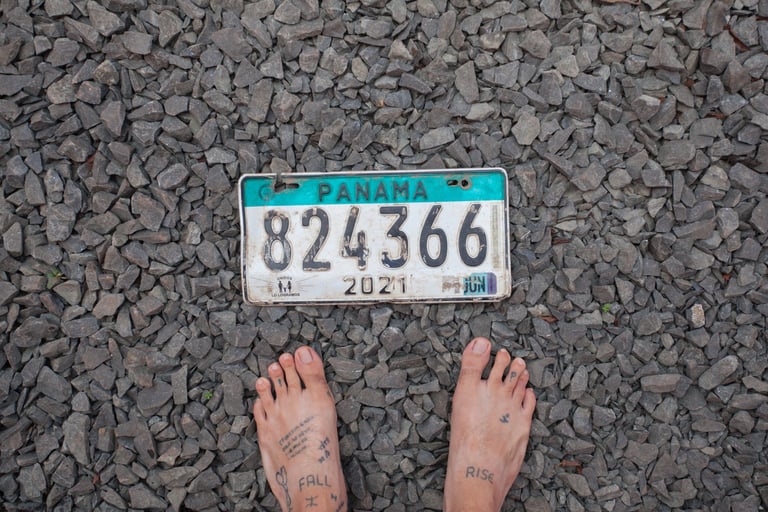 PANAMA
824366
2021
JUN
FALL
RISE